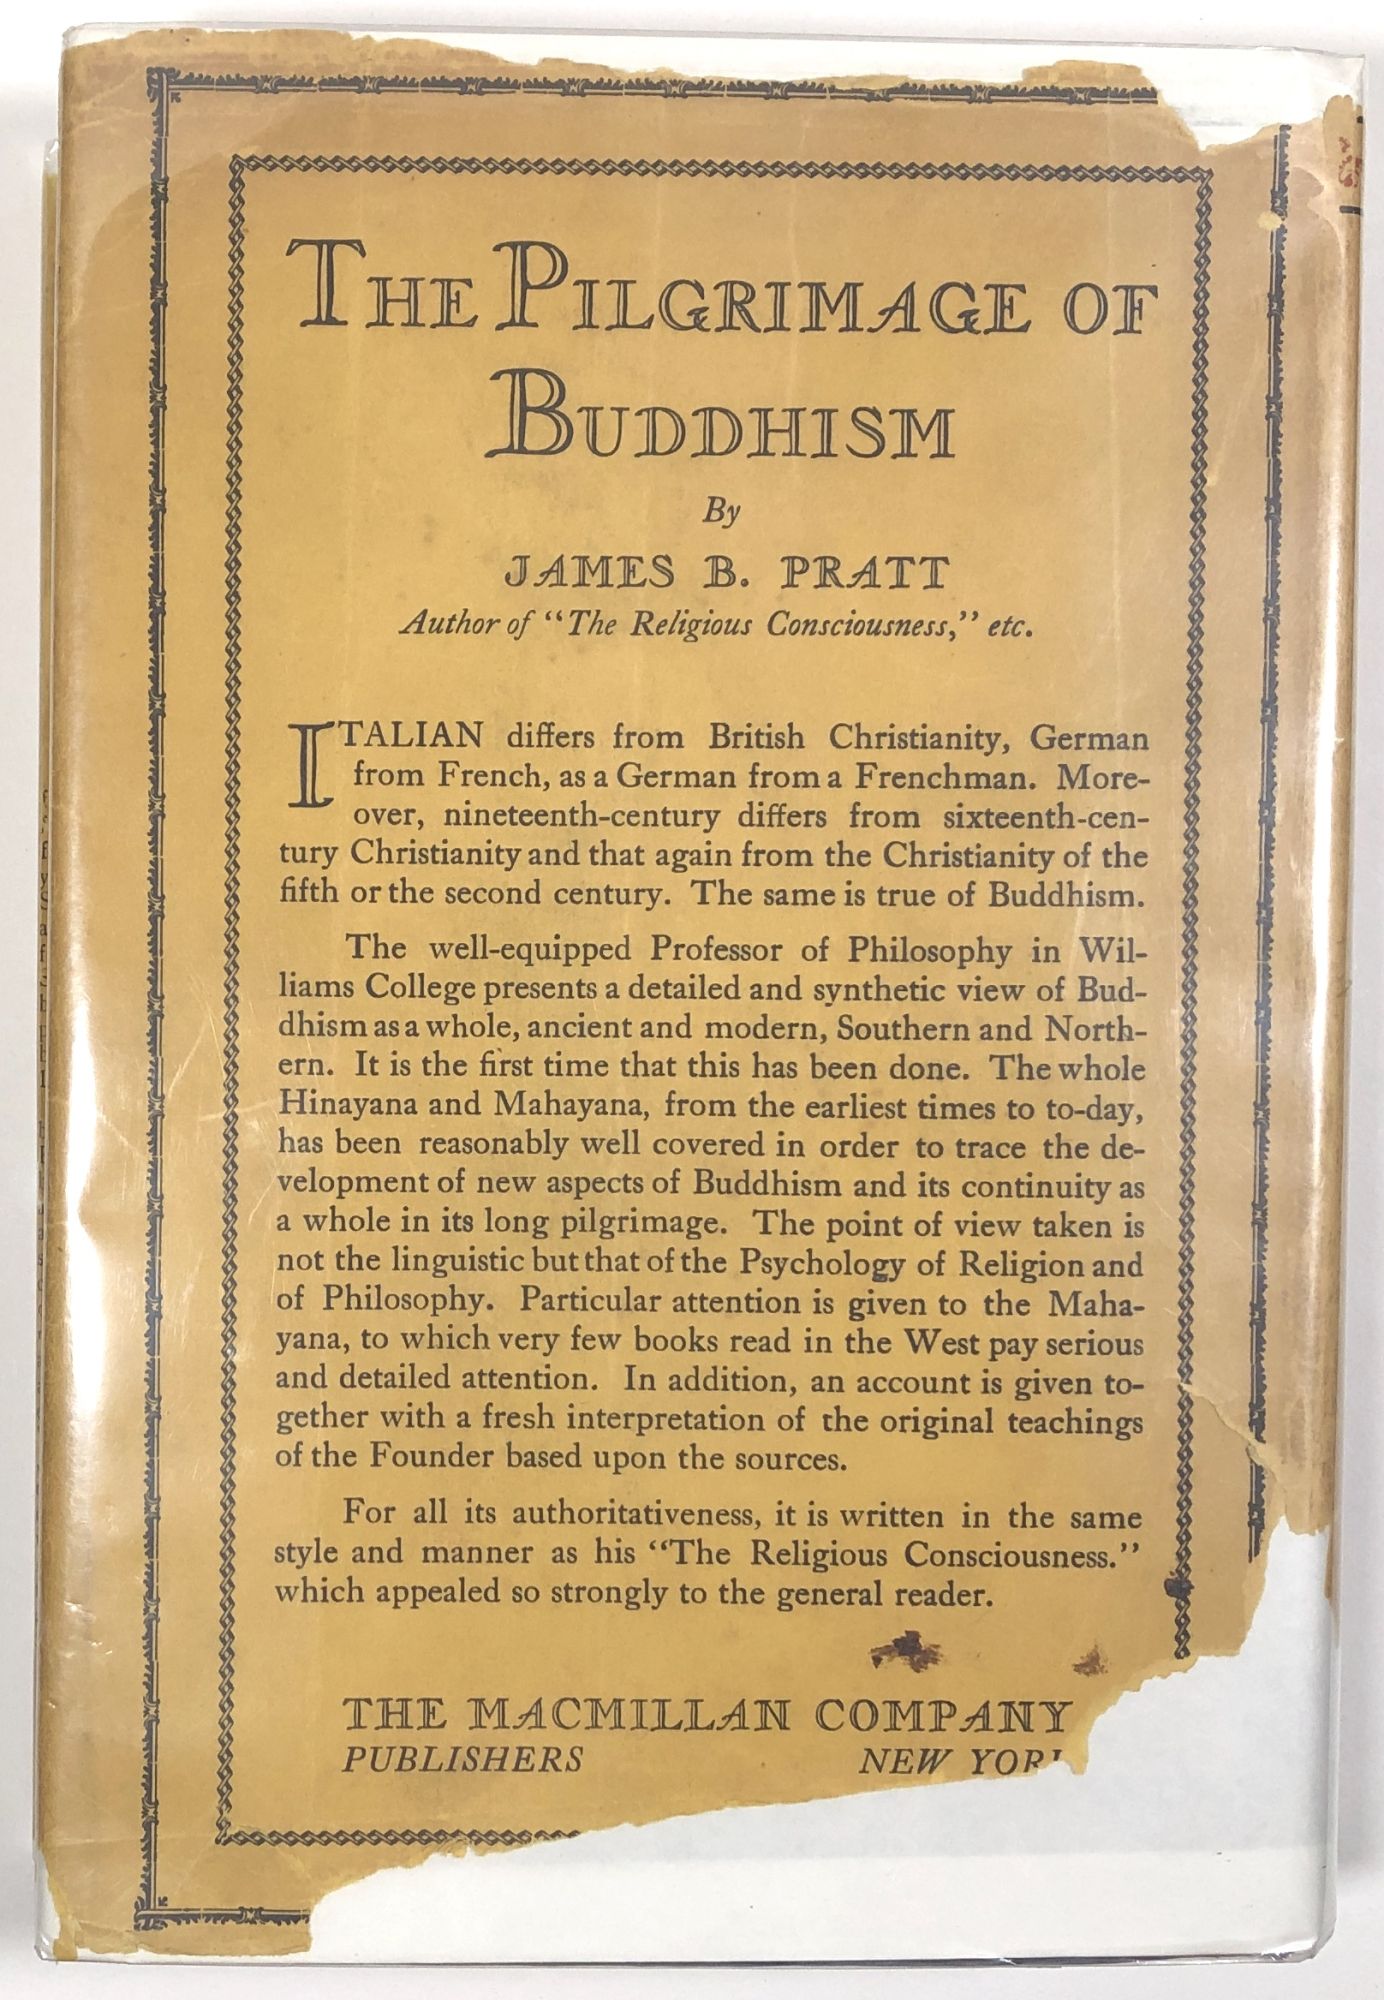 THE PILGRIMAGE OF
BUDDHISM
By
JAMES B. PRATT
Author of "The Religious Consciousness," etc.
ITALIAN differs from British Christianity, German
from French, as a German from a Frenchman. More-
over, nineteenth-century differs from sixteenth-cen-
tury Christianity and that again from the Christianity of the
fifth or the second century. The same is true of Buddhism.
The well-equipped Professor of Philosophy in Wil-
liams College presents a detailed and synthetic view of Bud-
dhism as a whole, ancient and modern, Southern and North-
ern. It is the first time that this has been done. The whole
Hinayana and Mahayana, from the earliest times to to-day,
has been reasonably well covered in order to trace the de-
velopment of new aspects of Buddhism and its continuity as
a whole in its long pilgrimage. The point of view taken is
not the linguistic but that of the Psychology of Religion and
of Philosophy. Particular attention is given to the Maha-
yana, to which very few books read in the West pay serious
and detailed attention. In addition, an account is given to-
gether with a fresh interpretation of the original teachings
of the Founder based upon the sources.
For all its authoritativeness, it is written in the same
style and manner as his "The Religious Consciousness."
which appealed so strongly to the general reader.
THE MACMILLAN COMPANY
PUBLISHERS NEW YOR